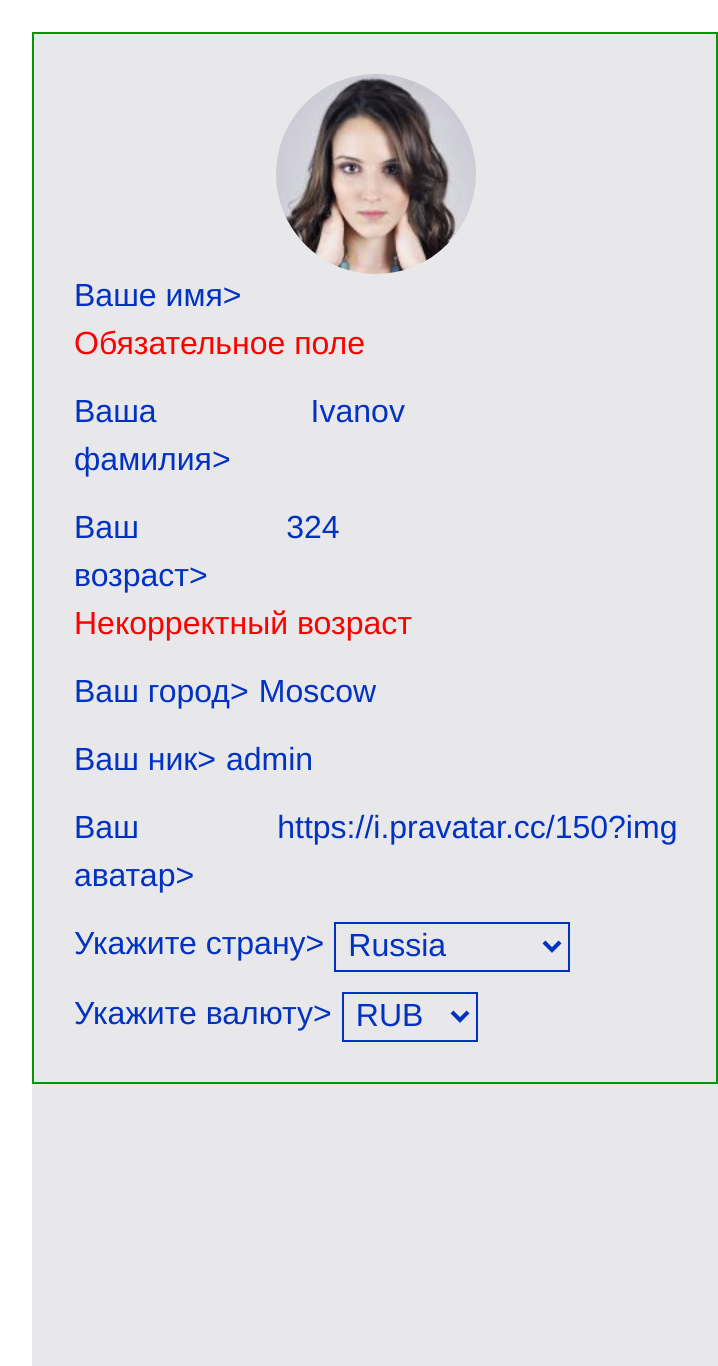 Ваше имя>
Обязательное поле
Ваша Ivanov
фамилия>
Ваш 324
возраст>
Некорректный возраст
Ваш город> Moscow
Ваш ник> admin
Ваш https://i.pravatar.cc/150?img
аватар>
Укажите страну> Russia
Укажите валюту> RUB